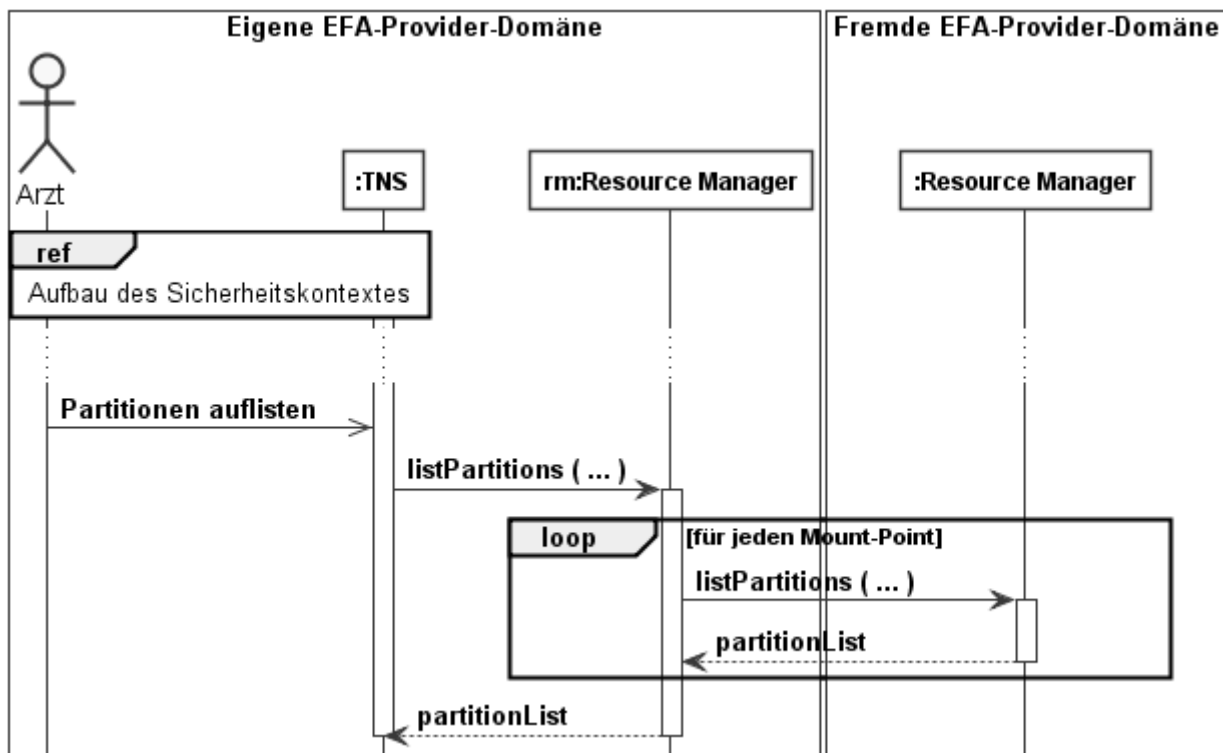 Eigene EFA-Provider-Domäne
Fremde EFA-Provider-Domäne
Arzt
:TNS
rm:Resource Manager
:Resource Manager
ref
Aufbau des Sicherheitskontextes
Partitionen auflisten
listPartitions ( ... )
loop
[für jeden Mount-Point]
listPartitions ( ... )
partitionList
partitionList